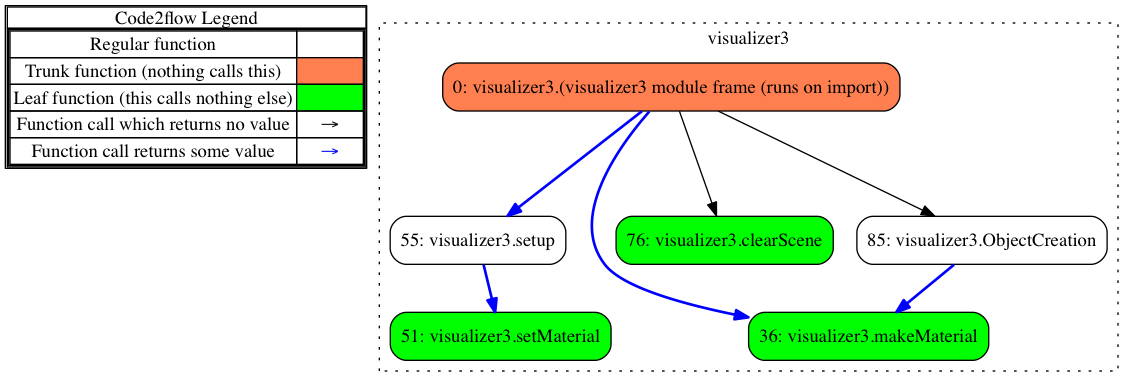 Code2flow Legend
Regular function
Trunk function (nothing calls this)
Leaf function (this calls nothing else)
Function call which returns no value →
Function call returns some value →
visualizer3
0: visualizer3.(visualizer3 module frame (runs on import))
55: visualizer3.setup
76: visualizer3.clearScene
85: visualizer3.ObjectCreation
51: visualizer3.setMaterial
36: visualizer3.makeMaterial